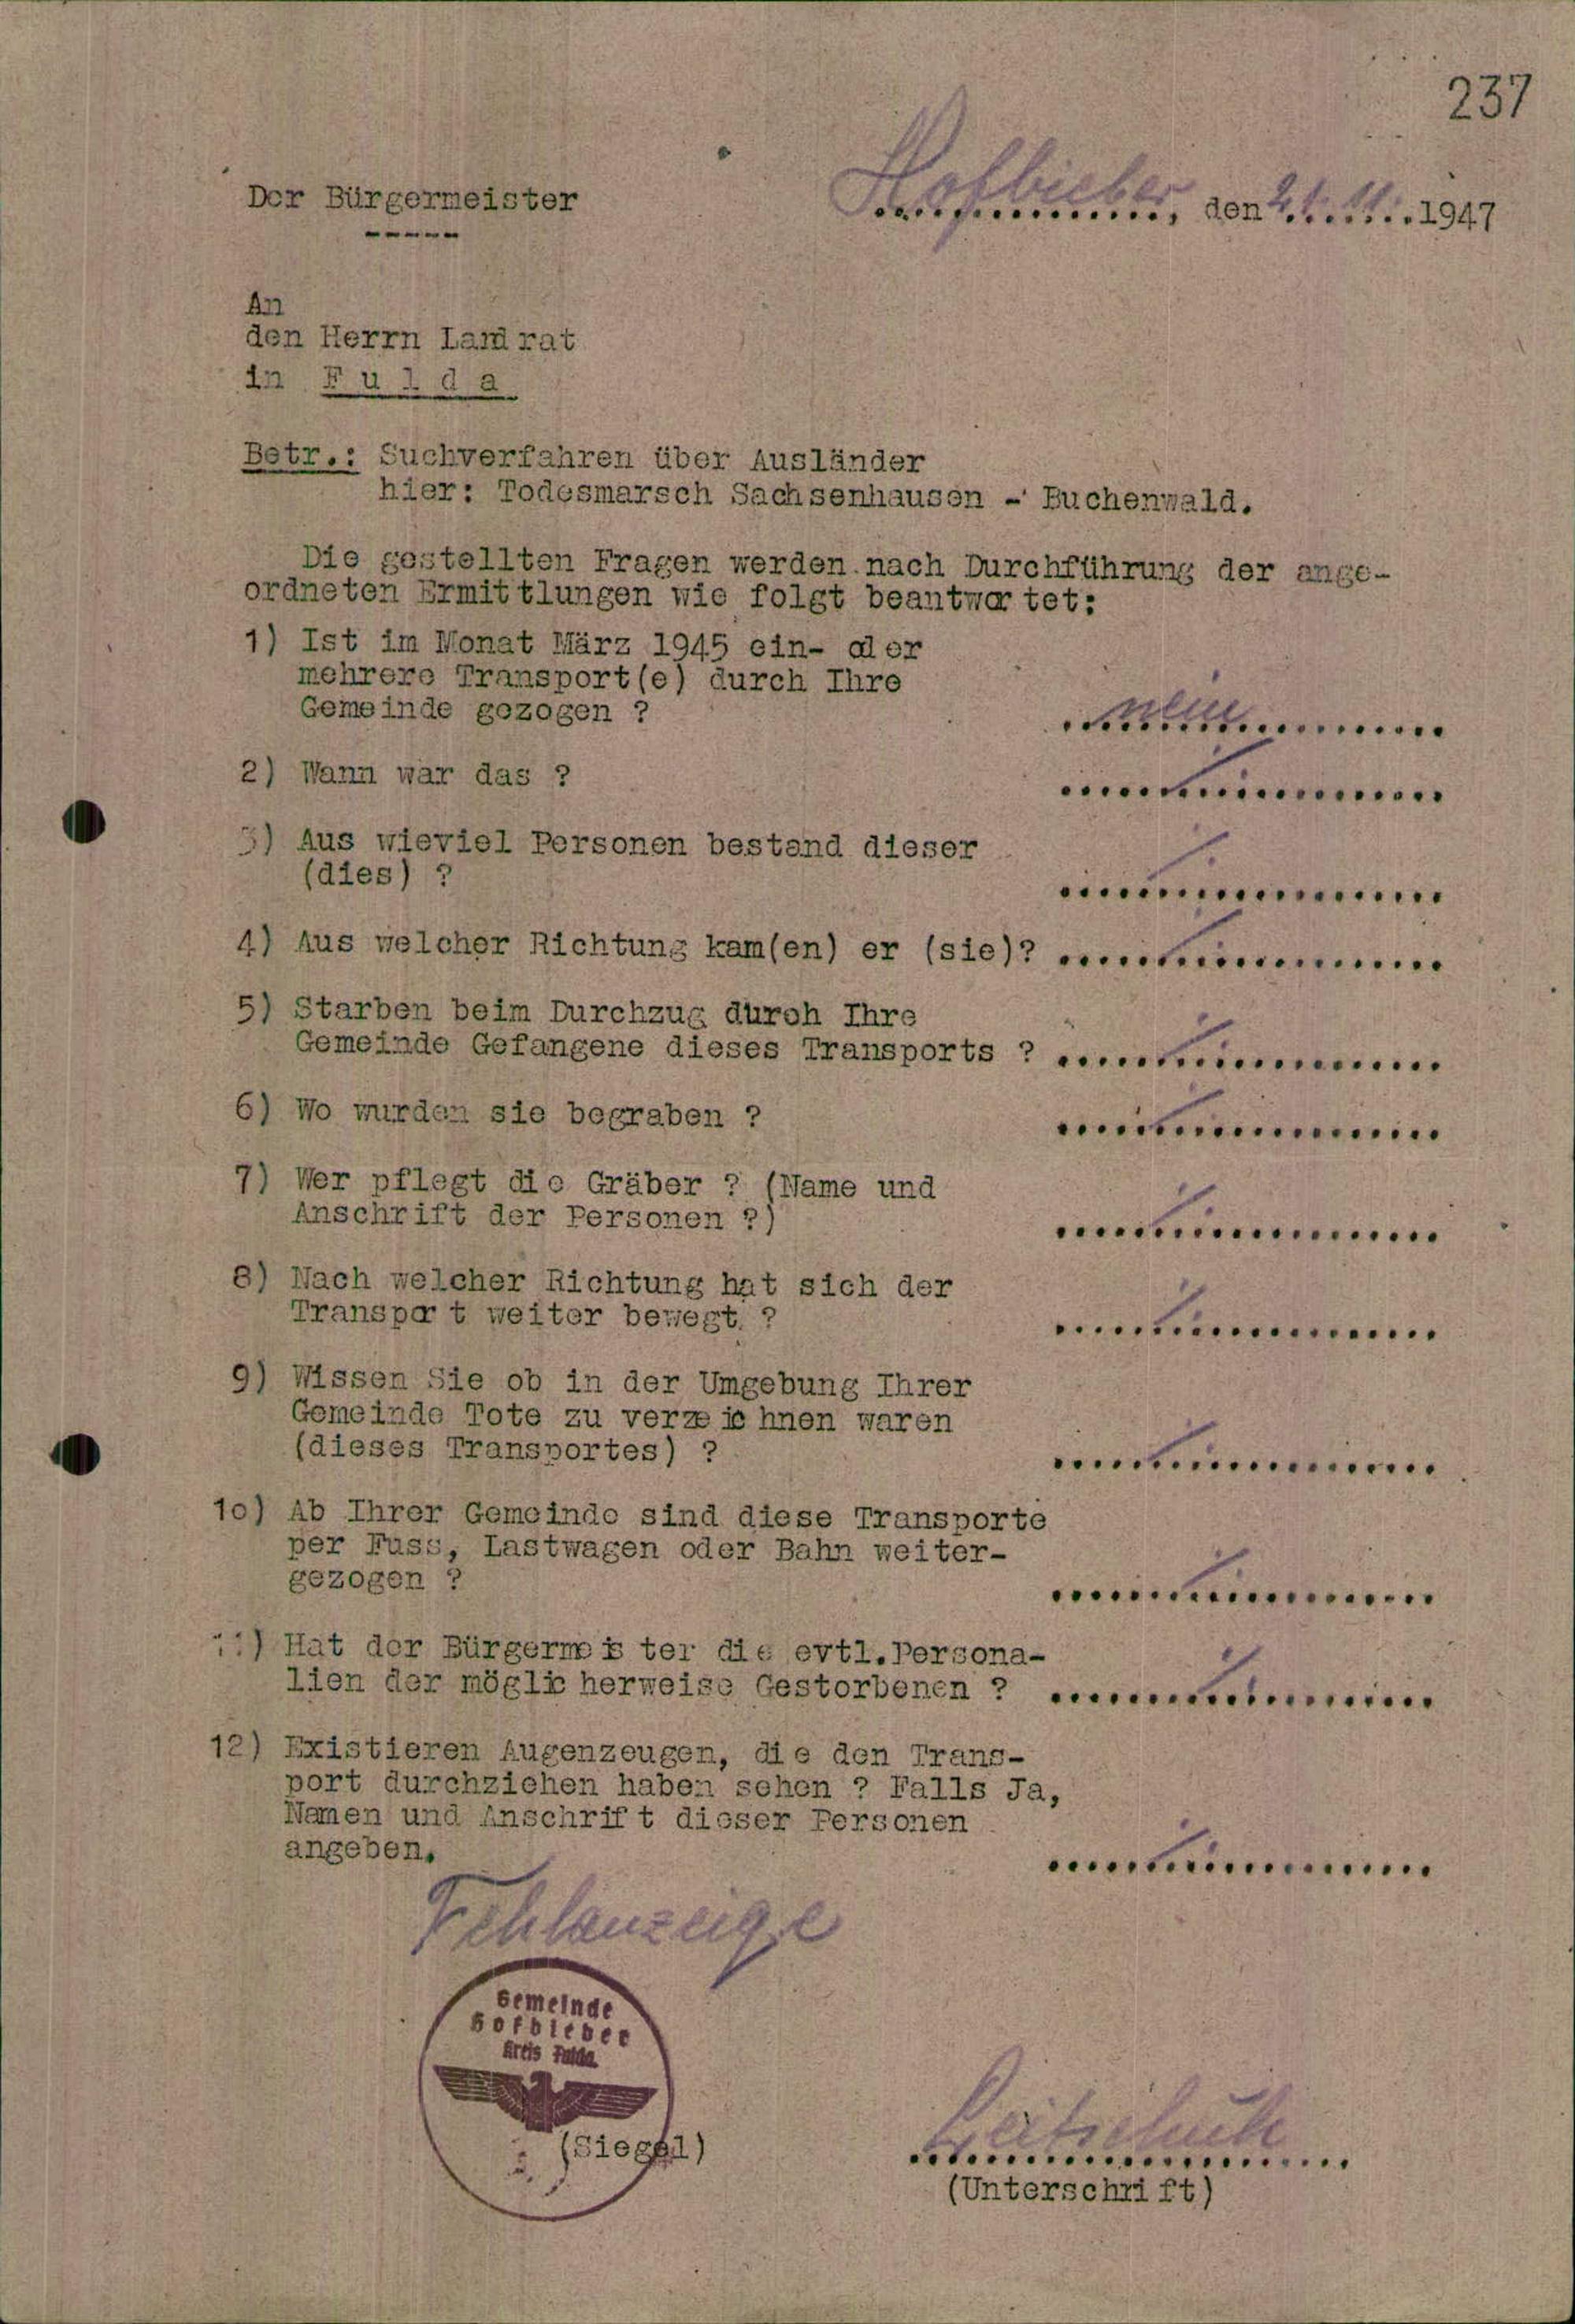 237
Der Bürgermeister
-----
Hofbieber, den 21.11.1947
An
den Herrn Landrat
in F u l d a
Betr.: Suchverfahren über Ausländer
hier: Todesmarsch Sachsenhausen - Buchenwald.
Die gestellten Fragen werden nach Durchführung der ange-
ordneten Ermittlungen wie folgt beantwortet:
1) Ist im Monat März 1945 ein- oder
mehrere Transport(e) durch Ihre
Gemeinde gezogen ? nein
2) Wann war das ? ./.
3) Aus wieviel Personen bestand dieser
(dies) ? ./.
4) Aus welcher Richtung kam(en) er (sie)? ./.
5) Starben beim Durchzug durch Ihre
Gemeinde Gefangene dieses Transports ? ./.
6) Wo wurden sie begraben ? ./.
7) Wer pflegt die Gräber ? (Name und
Anschrift der Personen ?) ./.
8) Nach welcher Richtung hat sich der
Transport weiter bewegt ? ./.
9) Wissen Sie ob in der Umgebung Ihrer
Gemeinde Tote zu verzeichnen waren
(dieses Transportes) ? ./.
10) Ab Ihrer Gemeinde sind diese Transporte
per Fuss, Lastwagen oder Bahn weiter-
gezogen ? ./.
11) Hat der Bürgermeister die evtl.Persona-
lien der möglicherweise Gestorbenen ? ./.
12) Existieren Augenzeugen, die den Trans-
port durchziehen haben sehen ? Falls Ja,
Namen und Anschrift dieser Personen
angeben. ./.
Fehlanzeige
Gemeinde
Hofbieber
Kreis Fulda
(Siegel)
Leitschuh
(Unterschrift)